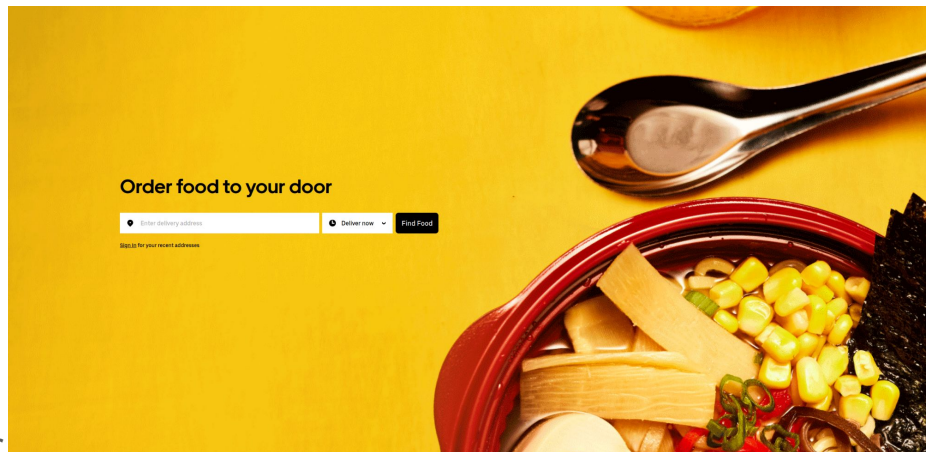 Order food to your door
Enter delivery address
Deliver now
Find Food
Sign In for your recent addresses